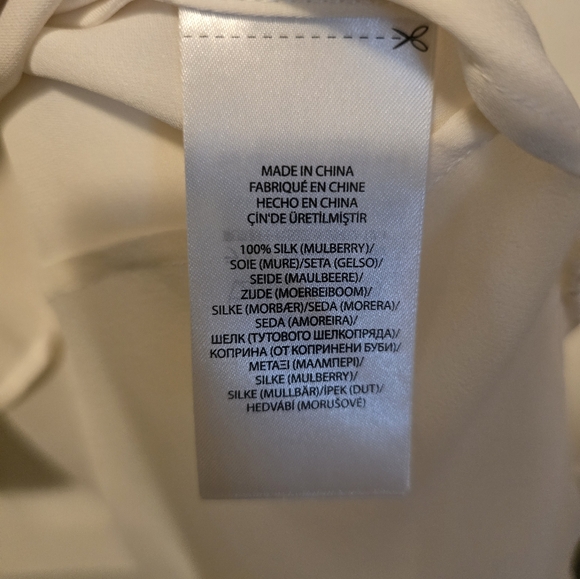 MADE IN CHINA
FABRIQUÉ EN CHINE
HECHO EN CHINA
ÇİN'DE ÜRETİLMİŞTİR
100% SILK (MULBERRY)/
SOIE (MURE)/SETA (GELSO)/
SEIDE (MAULBEERE)/
ZIJDE (MOERBEIBOOM)/
SILKE (MORBÆR)/SEDA (MORERA)/
SEDA (AMOREIRA)/
ШЕЛК (ТУТОВОГО ШЕЛКОПРЯДА)/
КОПРИНА (ОТ КОПРИНЕНИ БУБИ)/
ΜΕΤΑΞΙ (ΜΑΛΜΠΕΡΙ)/
SILKE (MULBERRY)/
SILKE (MULLBÄR)/İPEK (DUT)/
HEDVÁBÍ (MORUŠOVÉ)